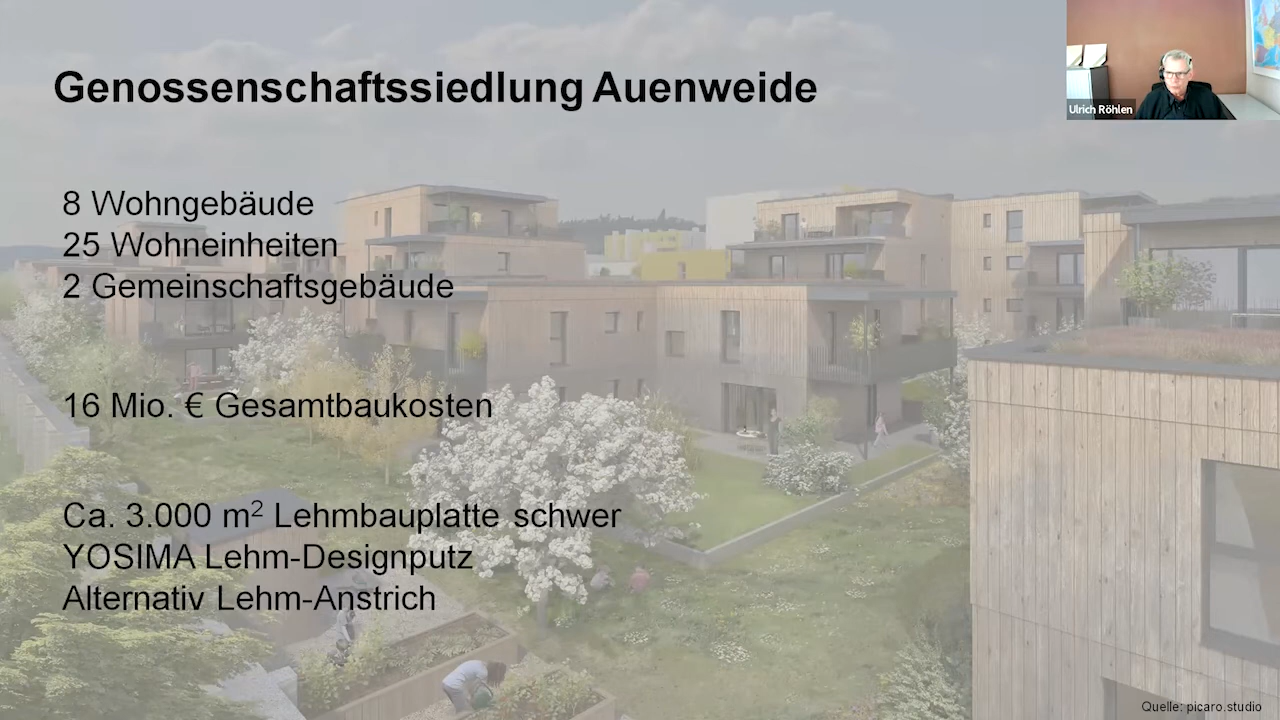 Genossenschaftssiedlung Auenweide
Ulrich Röhlen
8 Wohngebäude
25 Wohneinheiten
2 Gemeinschaftsgebäude
16 Mio. € Gesamtbaukosten
Ca. 3.000 m² Lehmbauplatte schwer
YOSIMA Lehm-Designputz
Alternativ Lehm-Anstrich
Quelle: picaro.studio